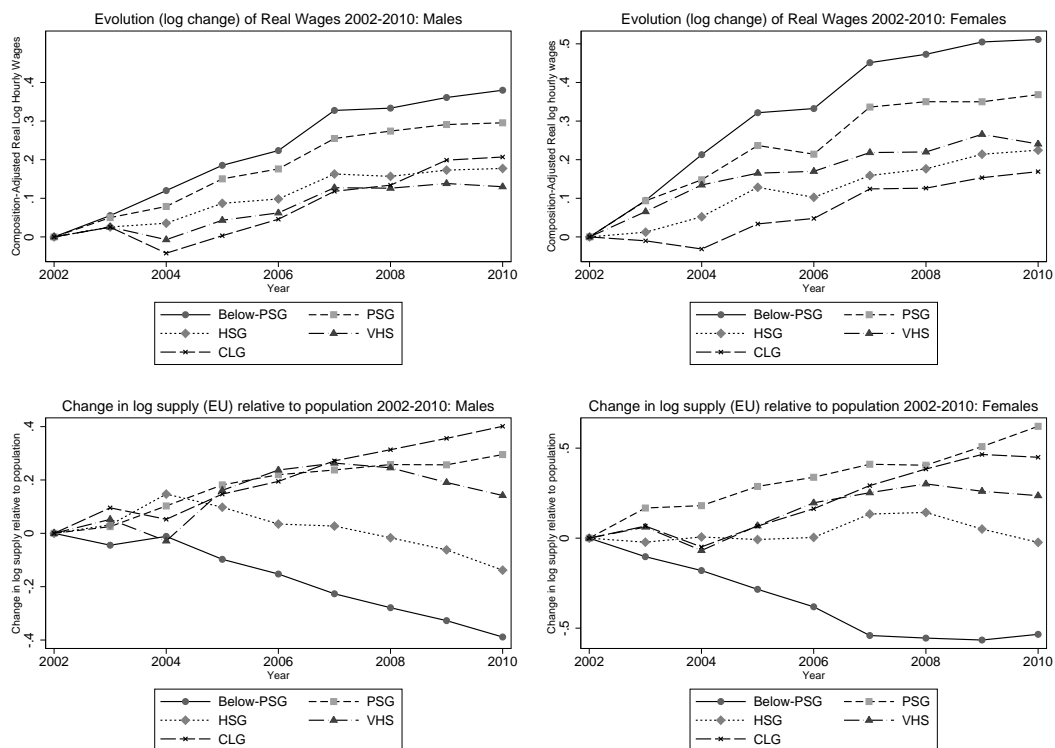 Evolution (log change) of Real Wages 2002-2010: Males
Composition-Adjusted Real Log Hourly Wages
.4
.3
.2
.1
0
2002 2004 2006 2008 2010
Year
Below-PSG PSG
HSG VHS
CLG
Evolution (log change) of Real Wages 2002-2010: Females
Composition-Adjusted Real log hourly wages
.5
.4
.3
.2
.1
0
2002 2004 2006 2008 2010
Year
Below-PSG PSG
HSG VHS
CLG
Change in log supply (EU) relative to population 2002-2010: Males
Change in log supply relative to population
.4
.2
0
-.2
-.4
2002 2004 2006 2008 2010
Year
Below-PSG PSG
HSG VHS
CLG
Change in log supply (EU) relative to population 2002-2010: Females
Change in log supply relative to population
.5
0
-.5
2002 2004 2006 2008 2010
Year
Below-PSG PSG
HSG VHS
CLG